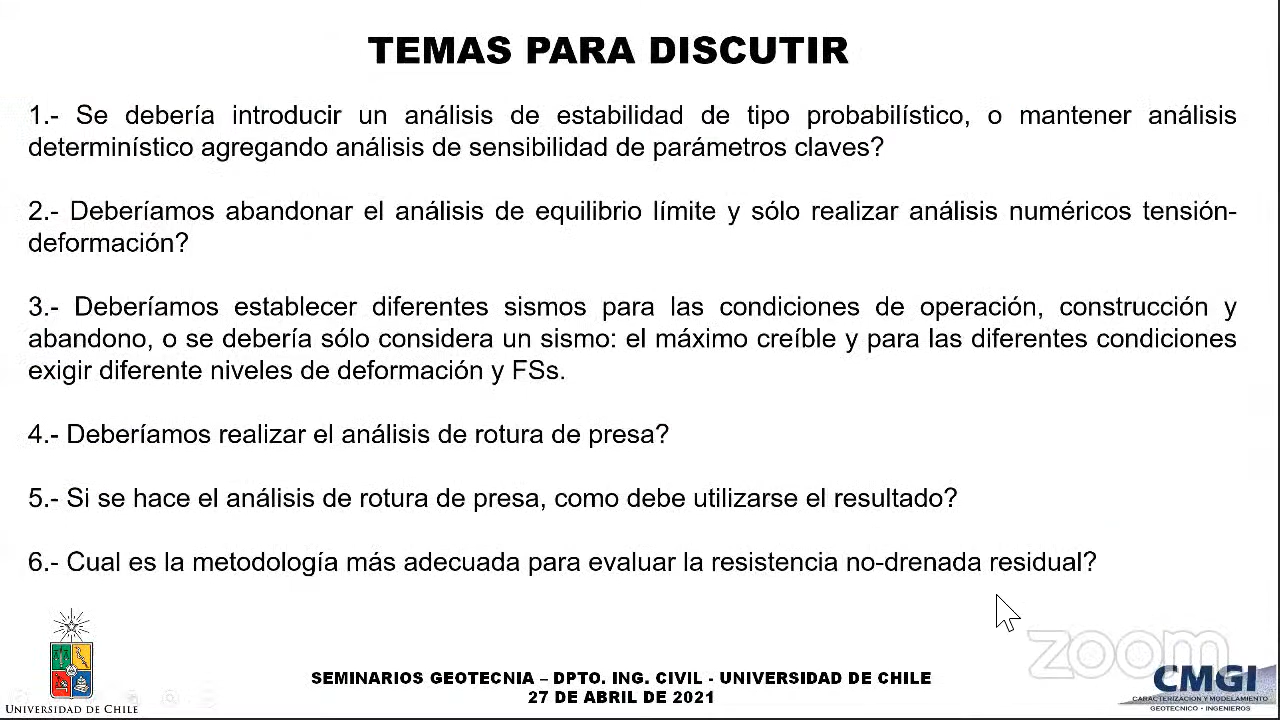 TEMAS PARA DISCUTIR
1.- Se debería introducir un análisis de estabilidad de tipo probabilístico, o mantener análisis
determinístico agregando análisis de sensibilidad de parámetros claves?
2.- Deberíamos abandonar el análisis de equilibrio límite y sólo realizar análisis numéricos tensión-
deformación?
3.- Deberíamos establecer diferentes sismos para las condiciones de operación, construcción y
abandono, o se debería sólo considera un sismo: el máximo creíble y para las diferentes condiciones
exigir diferente niveles de deformación y FSs.
4.- Deberíamos realizar el análisis de rotura de presa?
5.- Si se hace el análisis de rotura de presa, como debe utilizarse el resultado?
6.- Cual es la metodología más adecuada para evaluar la resistencia no-drenada residual?
zoom
SEMINARIOS GEOTECNIA – DPTO. ING. CIVIL - UNIVERSIDAD DE CHILE
27 DE ABRIL DE 2021
UNIVERSIDAD DE CHILE
CMGI
CARACTERIZACIÓN Y MODELAMIENTO
GEOTECNICO - INGENIEROS